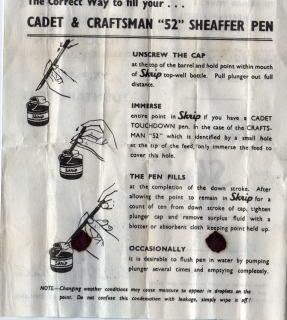 The Correct Way to fill your . . .
CADET & CRAFTSMAN "52" SHEAFFER PEN
UNSCREW THE CAP
at the top of the barrel and hold point within mouth
of Skrip top-well bottle. Pull plunger out full
distance.
IMMERSE
entire point in Skrip if you have a CADET
TOUCHDOWN pen. In the case of the CRAFTS-
MAN "52" which is identified by a small hole
at the tip of the feed, only immerse the feed to
cover this hole.
THE PEN FILLS
at the completion of the down stroke. After
allowing the point to remain in Skrip for a
count of ten from down stroke of cap, tighten
plunger cap and remove surplus fluid with a
blotter or absorbent cloth keeping point held up.
OCCASIONALLY
it is desirable to flush pen in water by pumping
plunger several times and emptying completely.
NOTE—Changing weather conditions may cause moisture to appear in droplets on the
point. Do not confuse this condensation with leakage, simply wipe it off!